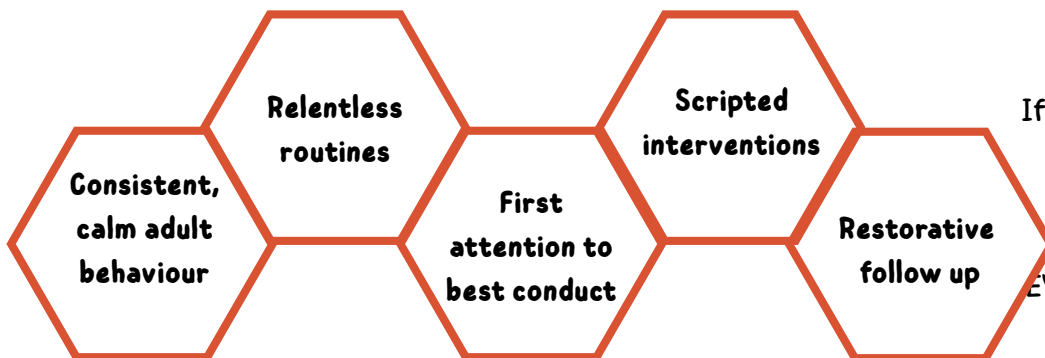 Consistent,
calm adult
behaviour
Relentless
routines
First
attention to
best conduct
Scripted
interventions
Restorative
follow up
If